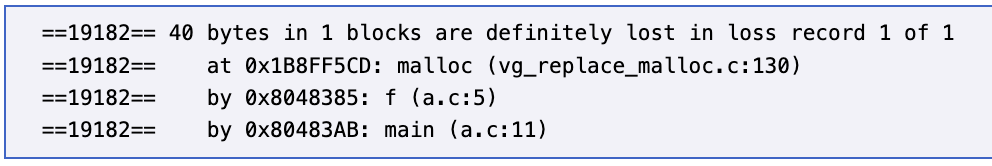 ==19182== 40 bytes in 1 blocks are definitely lost in loss record 1 of 1
==19182==    at 0x1B8FF5CD: malloc (vg_replace_malloc.c:130)
==19182==    by 0x8048385: f (a.c:5)
==19182==    by 0x80483AB: main (a.c:11)